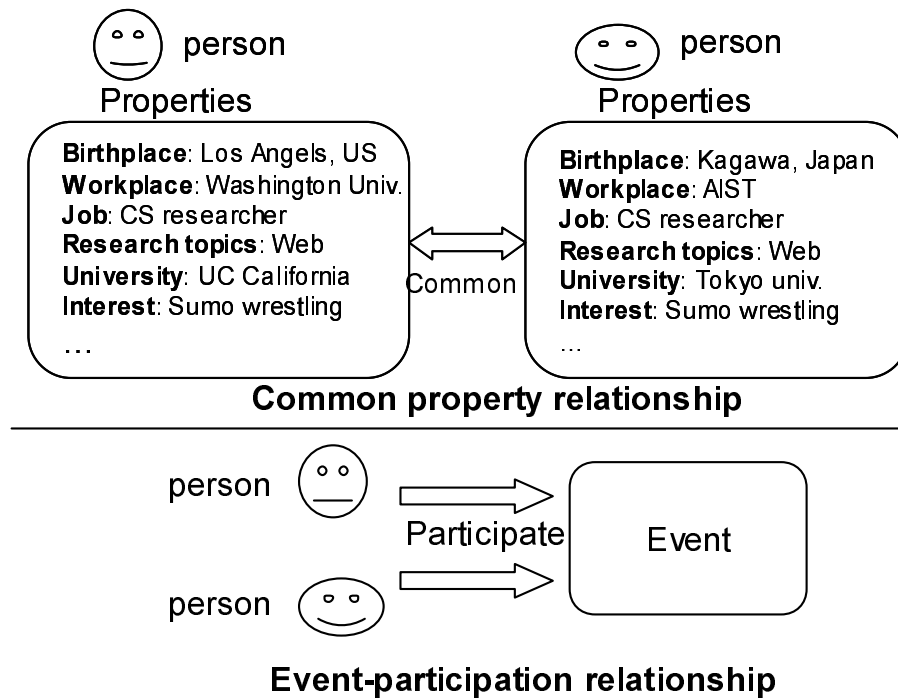 person
Properties
Birthplace: Los Angels, US
Workplace: Washington Univ.
Job: CS researcher
Research topics: Web
University: UC California
Interest: Sumo wrestling
...
person
Properties
Birthplace: Kagawa, Japan
Workplace: AIST
Job: CS researcher
Research topics: Web
University: Tokyo univ.
Interest: Sumo wrestling
...
Common
Common property relationship
person
person
Participate
Event
Event-participation relationship